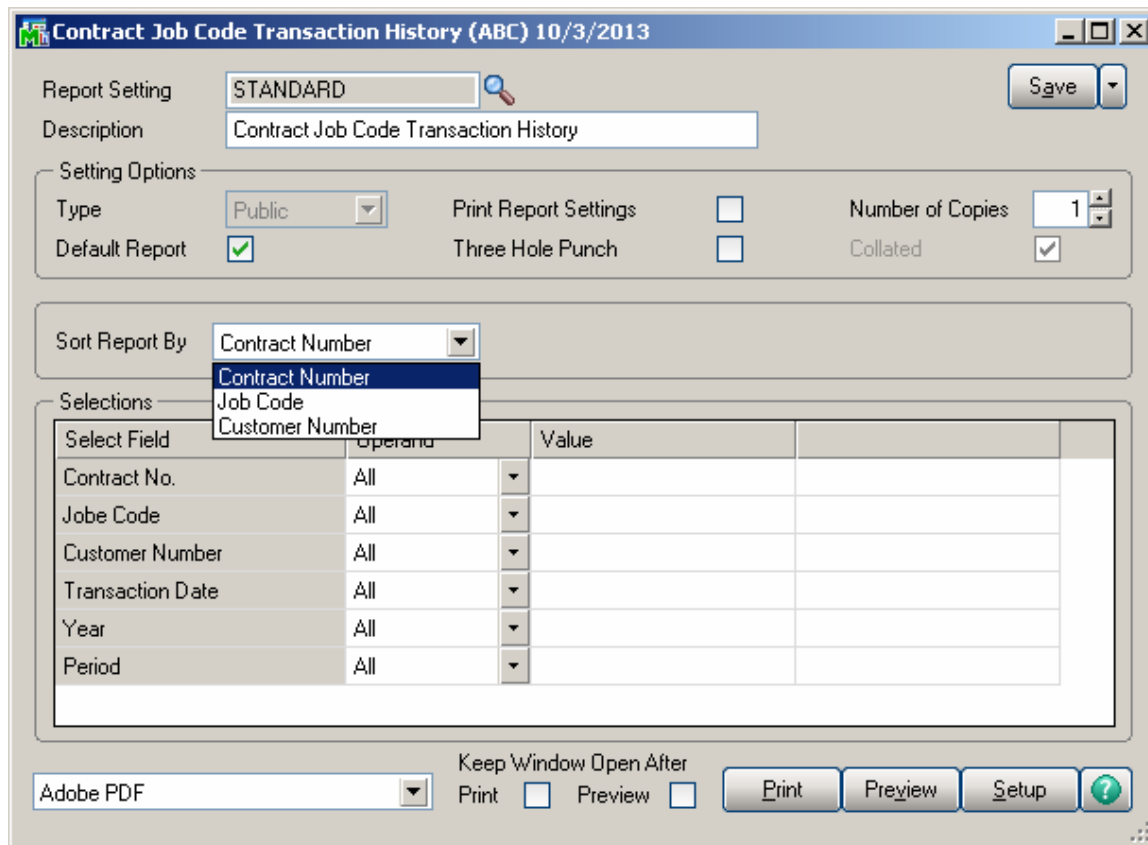 Contract Job Code Transaction History (ABC) 10/3/2013
Report Setting STANDARD Save
Description Contract Job Code Transaction History
Setting Options
Type Public Print Report Settings Number of Copies 1
Default Report Three Hole Punch Collated
Sort Report By Contract Number
Contract Number
Job Code
Customer Number
Selections
Select Field Operand Value
Contract No. All
Jobe Code All
Customer Number All
Transaction Date All
Year All
Period All
Keep Window Open After
Adobe PDF Print Preview Print Preview Setup ?